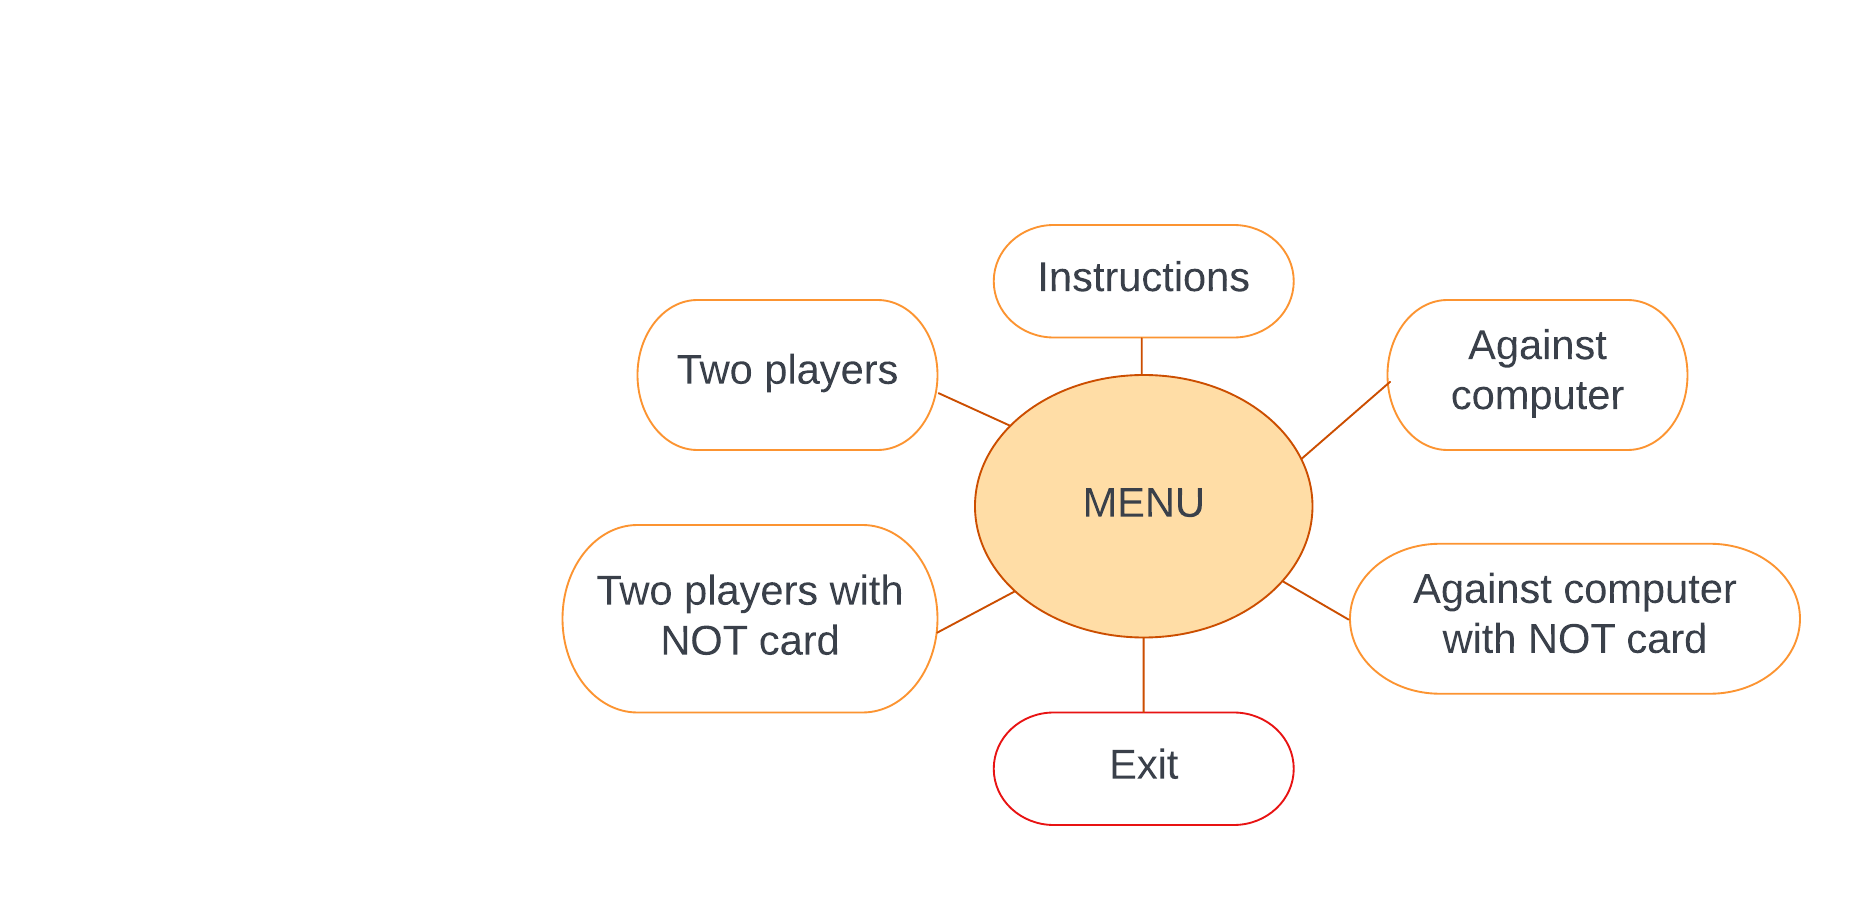 Instructions
Two players
Against
computer
MENU
Two players with
NOT card
Against computer
with NOT card
Exit